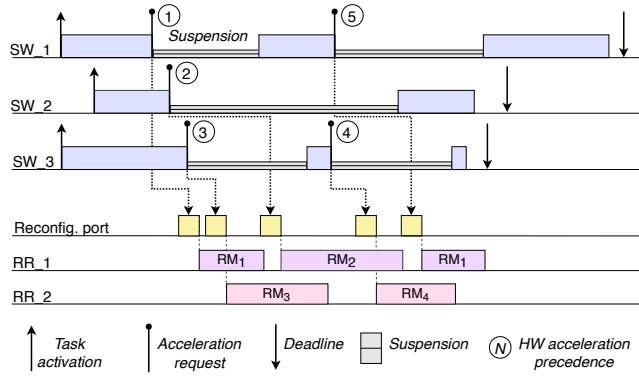 ① ⑤
Suspension
SW_1
②
SW_2
③ ④
SW_3
Reconfig. port
RR_1 RM₁ RM₂ RM₁
RR_2 RM₃ RM₄
Task activation
Acceleration request
Deadline
Suspension
Ⓝ HW acceleration precedence